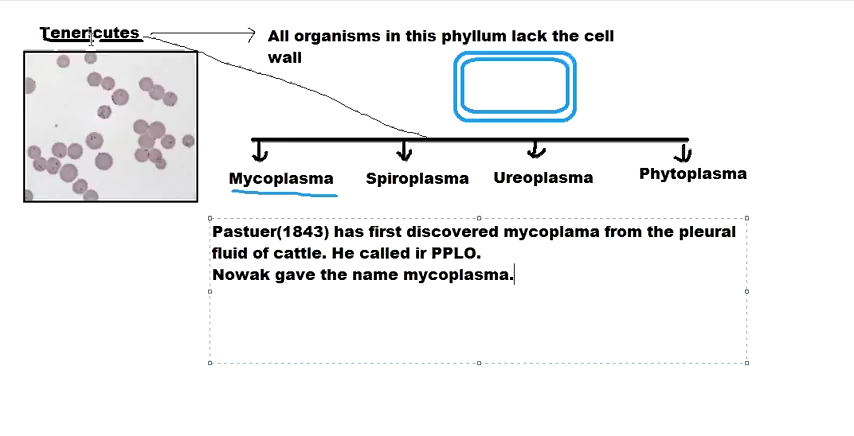 Tenericutes
All organisms in this phyllum lack the cell
wall
Mycoplasma
Spiroplasma
Ureoplasma
Phytoplasma
Pastuer(1843) has first discovered mycoplama from the pleural
fluid of cattle. He called ir PPLO.
Nowak gave the name mycoplasma.